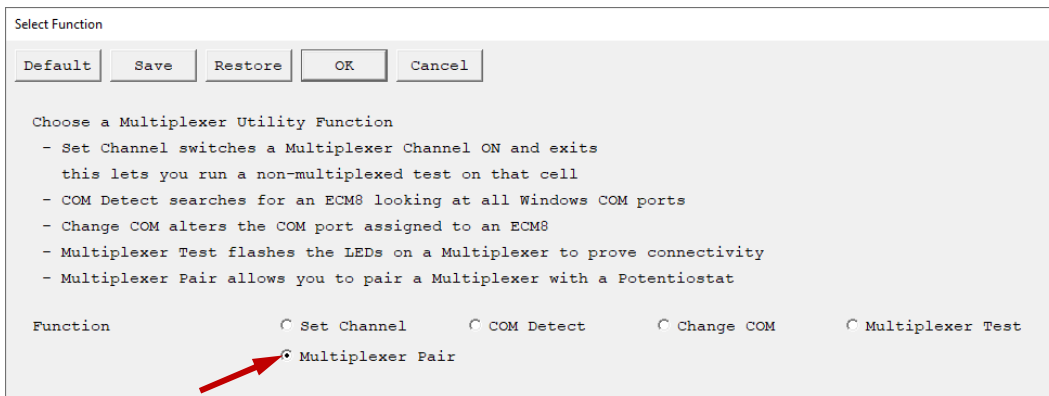 Select Function
Default Save Restore OK Cancel
Choose a Multiplexer Utility Function
- Set Channel switches a Multiplexer Channel ON and exits
this lets you run a non-multiplexed test on that cell
- COM Detect searches for an ECM8 looking at all Windows COM ports
- Change COM alters the COM port assigned to an ECM8
- Multiplexer Test flashes the LEDs on a Multiplexer to prove connectivity
- Multiplexer Pair allows you to pair a Multiplexer with a Potentiostat
Function Set Channel COM Detect Change COM Multiplexer Test
Multiplexer Pair